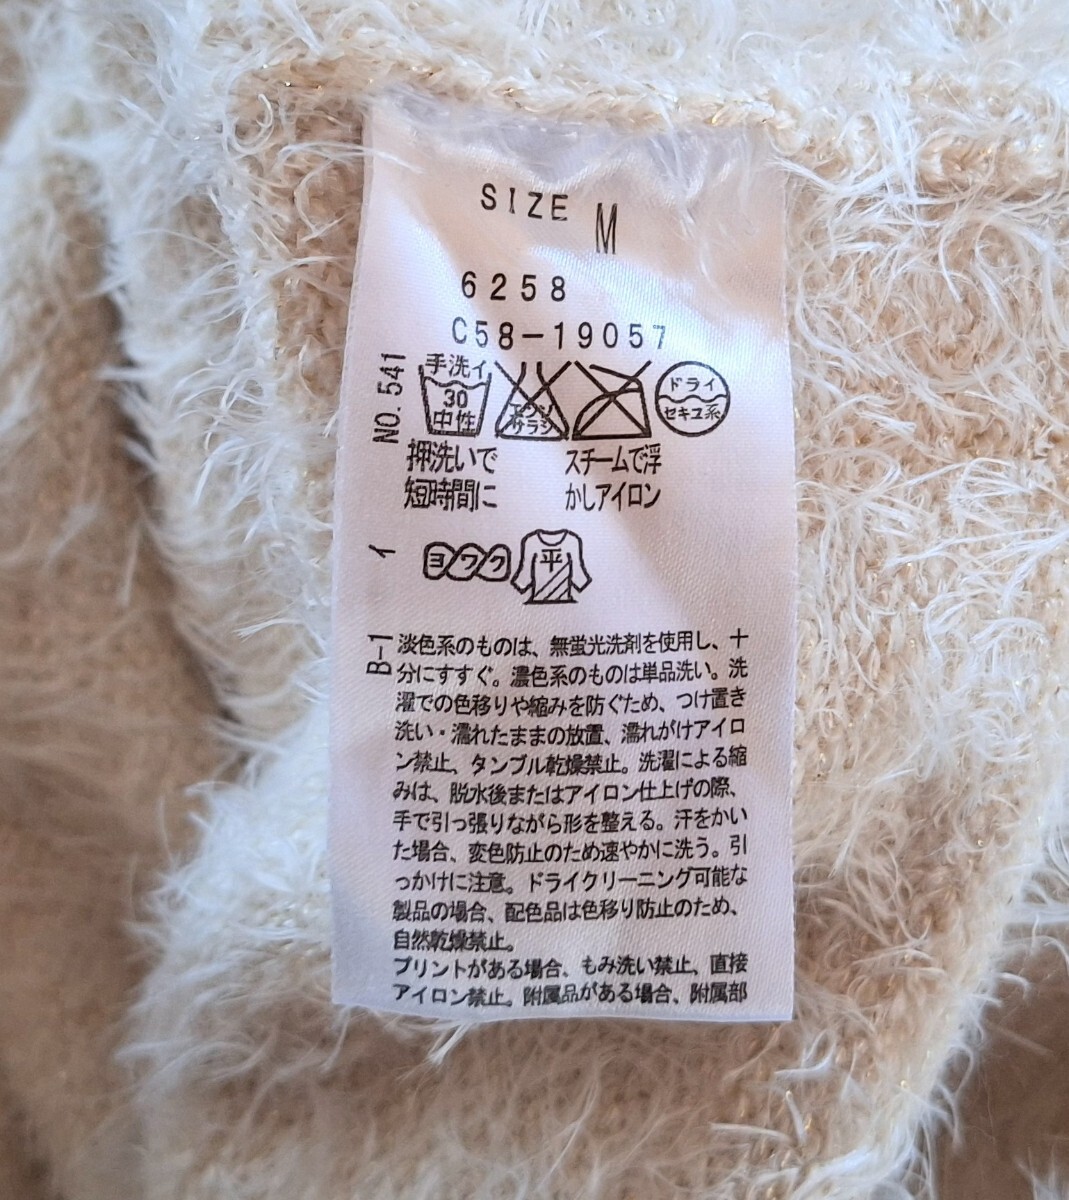 SIZE M
6258
C58-19057
NO. 541
手洗イ
30
中性
エンソ
サラシ
ドライ
セキユ系
押洗いで
短時間に
スチームで浮
かしアイロン
イ
ヨワク
平
B-1
淡色系のものは、無蛍光洗剤を使用し、十
分にすすぐ。濃色系のものは単品洗い。洗
濯での色移りや縮みを防ぐため、つけ置き
洗い・濡れたままの放置、濡れがけアイロ
ン禁止、タンブル乾燥禁止。洗濯による縮
みは、脱水後またはアイロン仕上げの際、
手で引っ張りながら形を整える。汗をかい
た場合、変色防止のため速やかに洗う。引
っかけに注意。ドライクリーニング可能な
製品の場合、配色品は色移り防止のため、
自然乾燥禁止。
プリントがある場合、もみ洗い禁止、直接
アイロン禁止。附属品がある場合、附属部